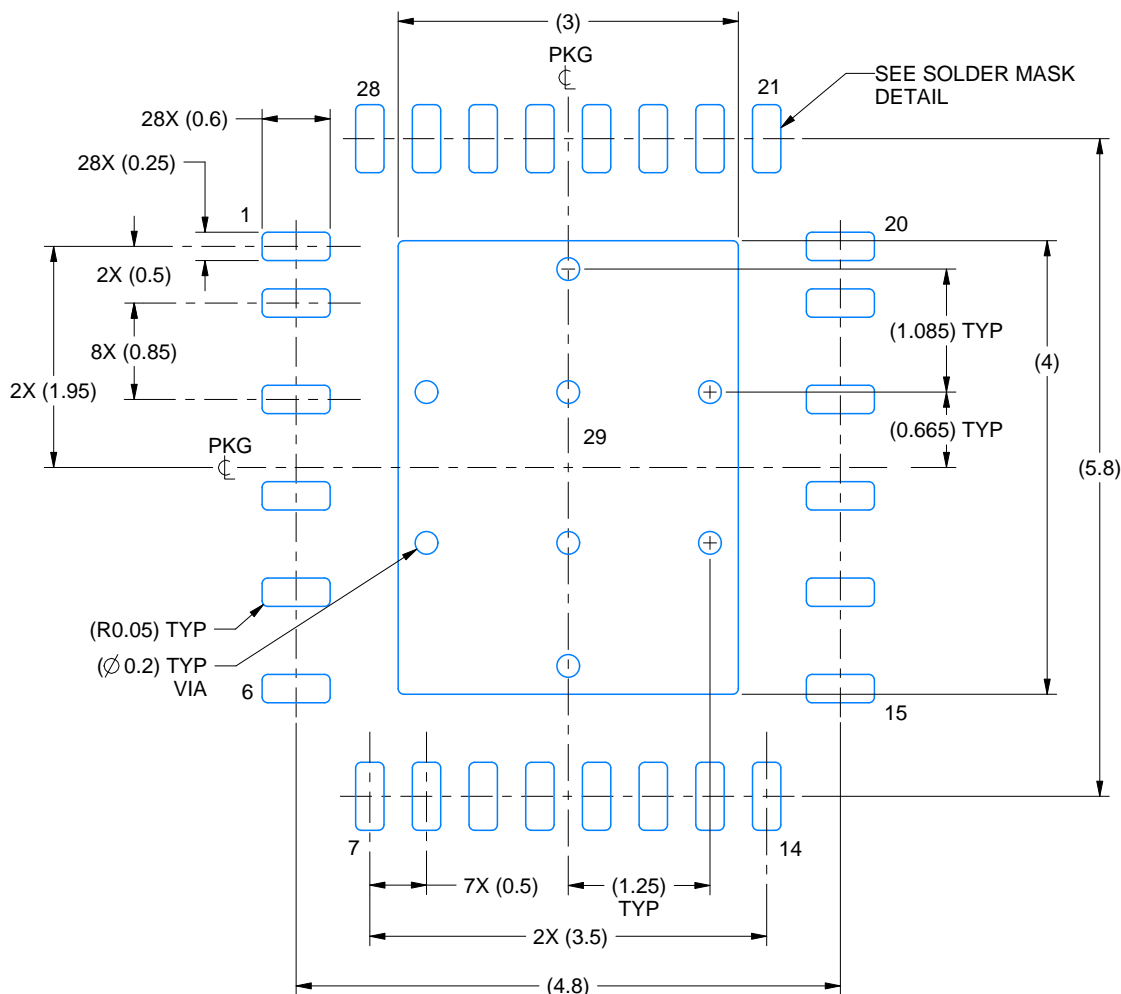 (3)
PKG
℄
SEE SOLDER MASK
DETAIL
28
21
28X (0.6)
28X (0.25)
1
20
2X (0.5)
8X (0.85)
2X (1.95)
(1.085) TYP
(4)
(0.665) TYP
29
PKG
℄
(5.8)
(R0.05) TYP
(∅ 0.2) TYP
VIA
6
15
7
14
7X (0.5)
(1.25)
TYP
2X (3.5)
(4.8)